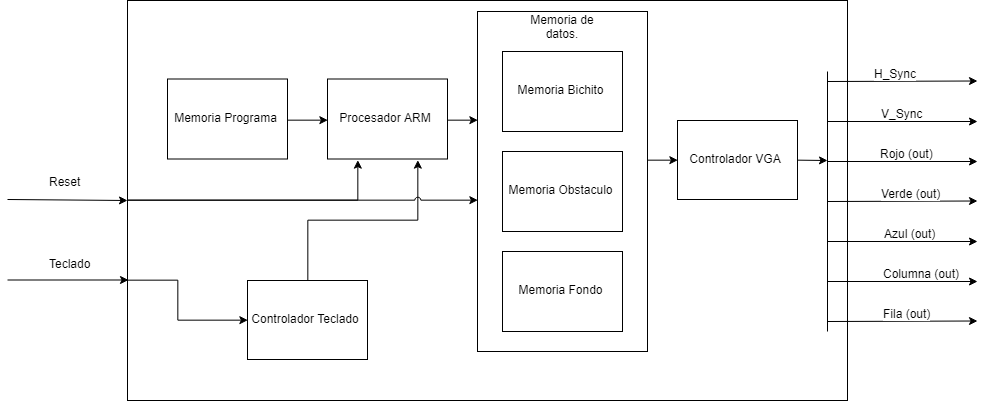 Memoria de
datos.
Memoria Bichito
Memoria Programa
Procesador ARM
Controlador VGA
Memoria Obstaculo
Memoria Fondo
Controlador Teclado
Reset
Teclado
H_Sync
V_Sync
Rojo (out)
Verde (out)
Azul (out)
Columna (out)
Fila (out)